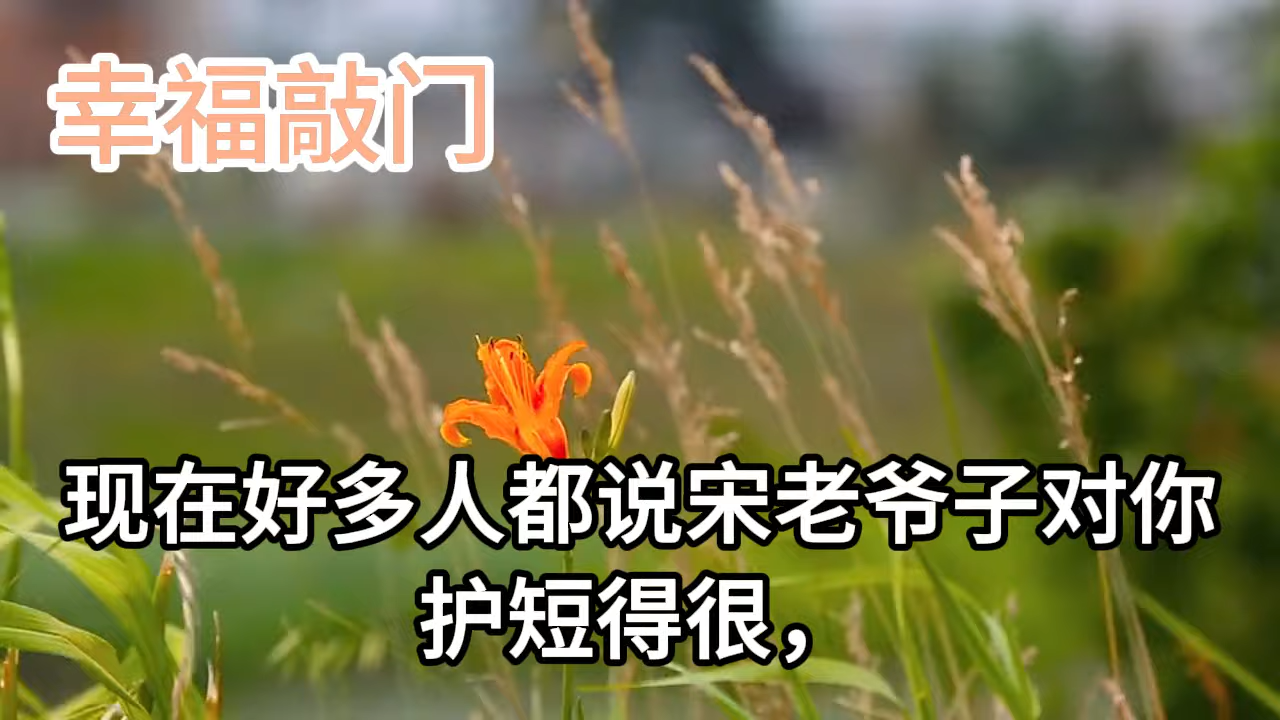 幸福敲门
现在好多人都说宋老爷子对你
护短得很，